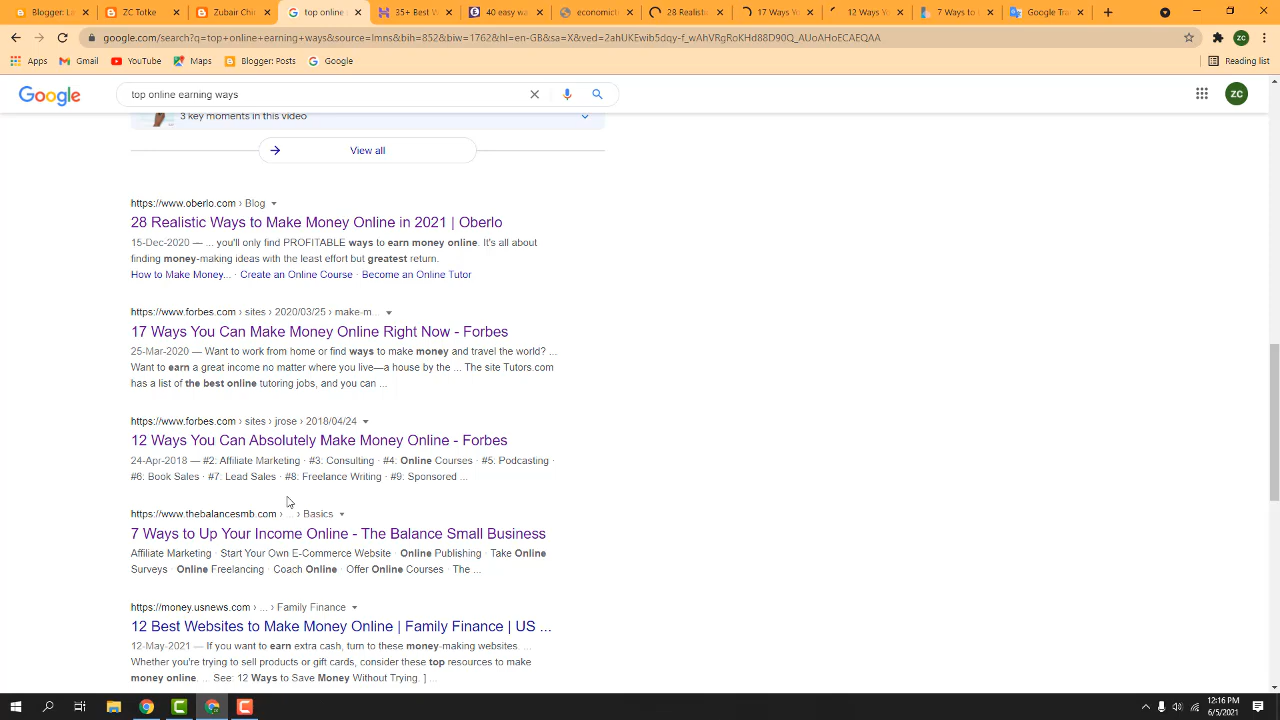 Blogger: La
ZC Totke
Zubair Chis
top online
35+ Best W
40 easy wa
economicti
28 Realisti
17 Ways Y
12 Ways Yo
7 Ways to U
Google Tra
google.com/search?q=top+online+earning+ways&source=lmns&bih=852&biw=1762&hl=en-GB&sa=X&ved=2ahUKEwib5dqy-f_wAhVRgRoKHd88D90Q_AUoAHoECAEQAA
ZC
Apps
Gmail
YouTube
Maps
Blogger: Posts
Google
Reading list
Google
top online earning ways
ZC
3 key moments in this video
View all
https://www.oberlo.com › Blog
28 Realistic Ways to Make Money Online in 2021 | Oberlo
15-Dec-2020 — ... you'll only find PROFITABLE ways to earn money online. It's all about
finding money-making ideas with the least effort but greatest return.
How to Make Money... · Create an Online Course · Become an Online Tutor
https://www.forbes.com › sites › 2020/03/25 › make-m...
17 Ways You Can Make Money Online Right Now - Forbes
25-Mar-2020 — Want to work from home or find ways to make money and travel the world? ...
Want to earn a great income no matter where you live—a house by the ... The site Tutors.com
has a list of the best online tutoring jobs, and you can ...
https://www.forbes.com › sites › jrose › 2018/04/24
12 Ways You Can Absolutely Make Money Online - Forbes
24-Apr-2018 — #2: Affiliate Marketing · #3: Consulting · #4: Online Courses · #5: Podcasting ·
#6: Book Sales · #7: Lead Sales · #8: Freelance Writing · #9: Sponsored ...
https://www.thebalancesmb.com › ... › Basics
7 Ways to Up Your Income Online - The Balance Small Business
Affiliate Marketing · Start Your Own E-Commerce Website · Online Publishing · Take Online
Surveys · Online Freelancing · Coach Online · Offer Online Courses · The ...
https://money.usnews.com › ... › Family Finance
12 Best Websites to Make Money Online | Family Finance | US ...
12-May-2021 — If you want to earn extra cash, turn to these money-making websites. ...
Whether you're trying to sell products or gift cards, consider these top resources to make
money online. ... See: 12 Ways to Save Money Without Trying. ] ...
12:16 PM
6/5/2021